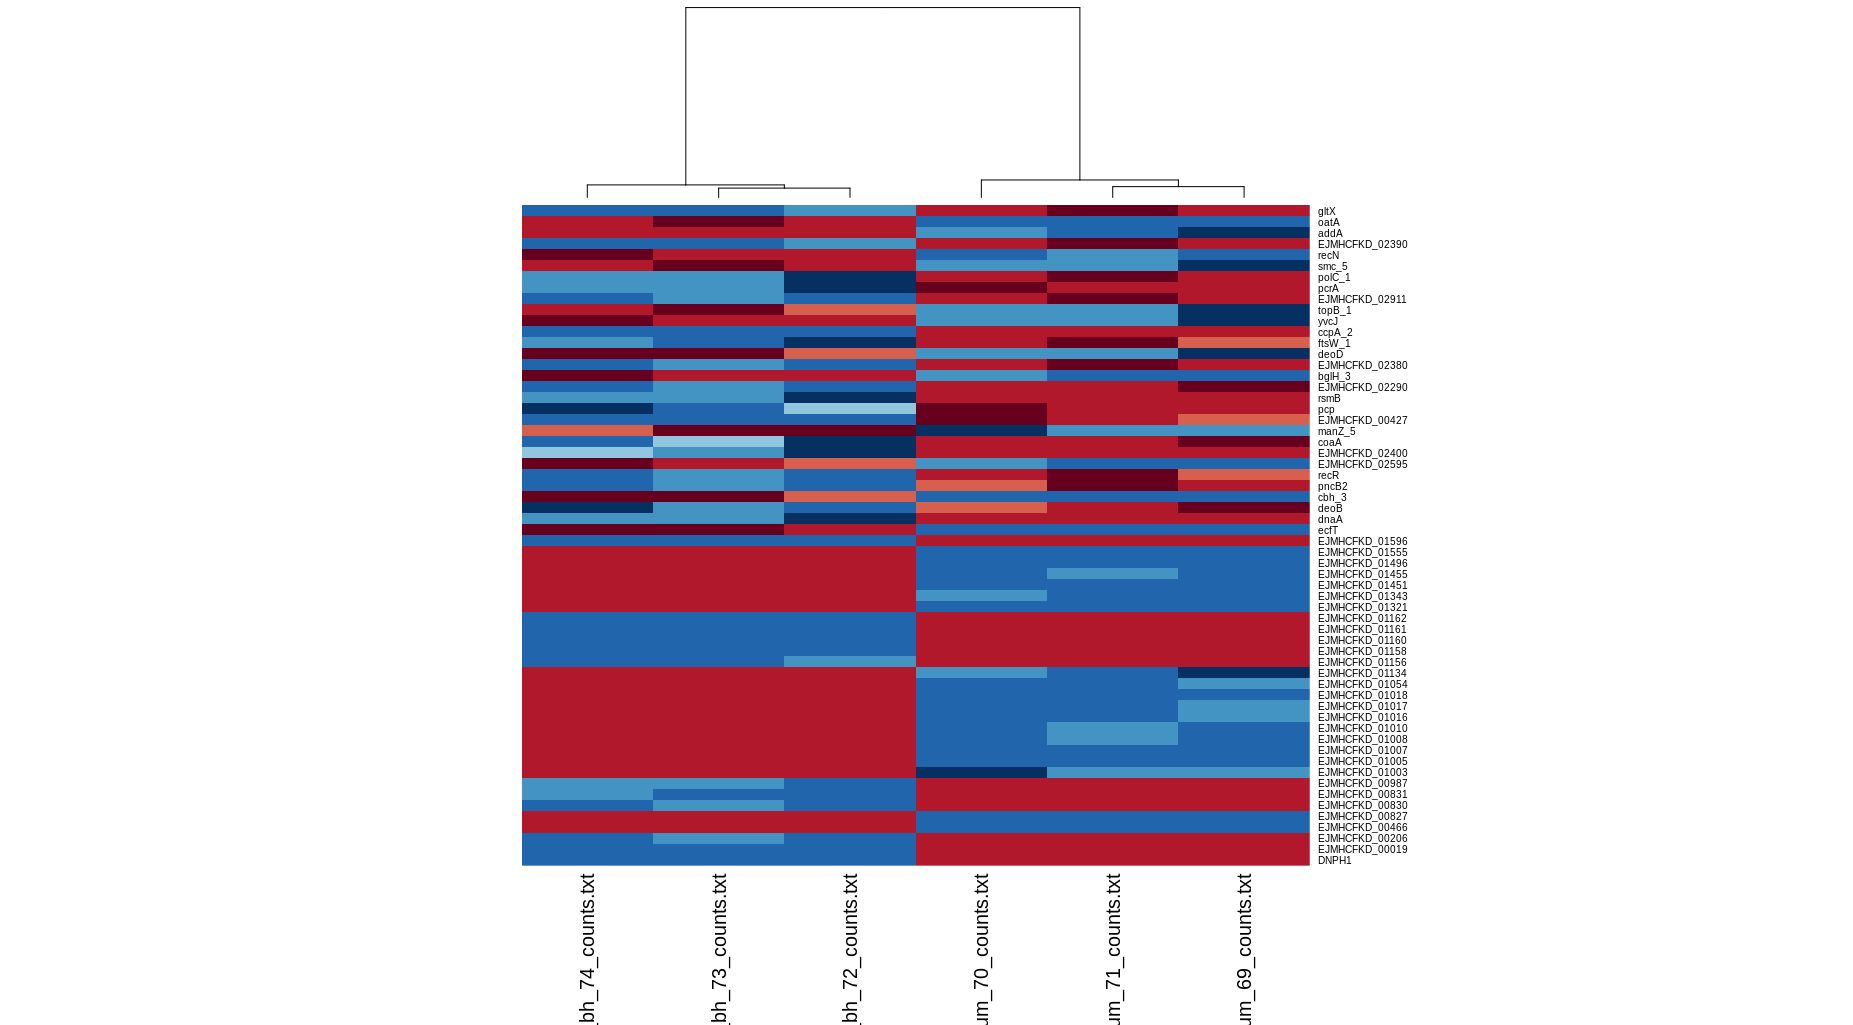 gltX
oatA
addA
EJMHCFKD_02390
recN
smc_5
polC_1
pcrA
EJMHCFKD_02911
topB_1
yvcJ
ccpA_2
ftsW_1
deoD
EJMHCFKD_02380
bglH_3
EJMHCFKD_02290
rsmB
pcp
EJMHCFKD_00427
manZ_5
coaA
EJMHCFKD_02400
EJMHCFKD_02595
recR
pncB2
cbh_3
deoB
dnaA
ecfT
EJMHCFKD_01596
EJMHCFKD_01555
EJMHCFKD_01496
EJMHCFKD_01455
EJMHCFKD_01451
EJMHCFKD_01343
EJMHCFKD_01321
EJMHCFKD_01162
EJMHCFKD_01161
EJMHCFKD_01160
EJMHCFKD_01158
EJMHCFKD_01156
EJMHCFKD_01134
EJMHCFKD_01054
EJMHCFKD_01018
EJMHCFKD_01017
EJMHCFKD_01016
EJMHCFKD_01010
EJMHCFKD_01008
EJMHCFKD_01007
EJMHCFKD_01005
EJMHCFKD_01003
EJMHCFKD_00987
EJMHCFKD_00831
EJMHCFKD_00830
EJMHCFKD_00827
EJMHCFKD_00466
EJMHCFKD_00206
EJMHCFKD_00019
DNPH1
bh_74_counts.txt
bh_73_counts.txt
bh_72_counts.txt
um_70_counts.txt
um_71_counts.txt
um_69_counts.txt